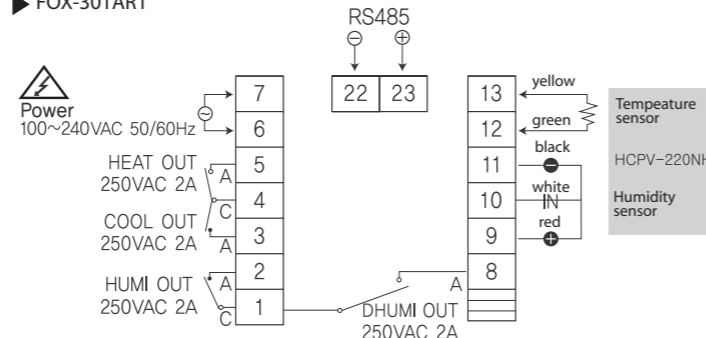 ▶ FOX-301AR1
RS485
⊖ ⊕
22 23
Power
100~240VAC 50/60Hz
7
6
HEAT OUT
250VAC 2A
A
5
C
4
COOL OUT
250VAC 2A
A
3
HUMI OUT
250VAC 2A
A
2
C
1
DHUMI OUT
250VAC 2A
A
13
yellow
12
green
11
black
10
white
IN
9
red
8
Tempeature
sensor
HCPV-220NH
Humidity
sensor